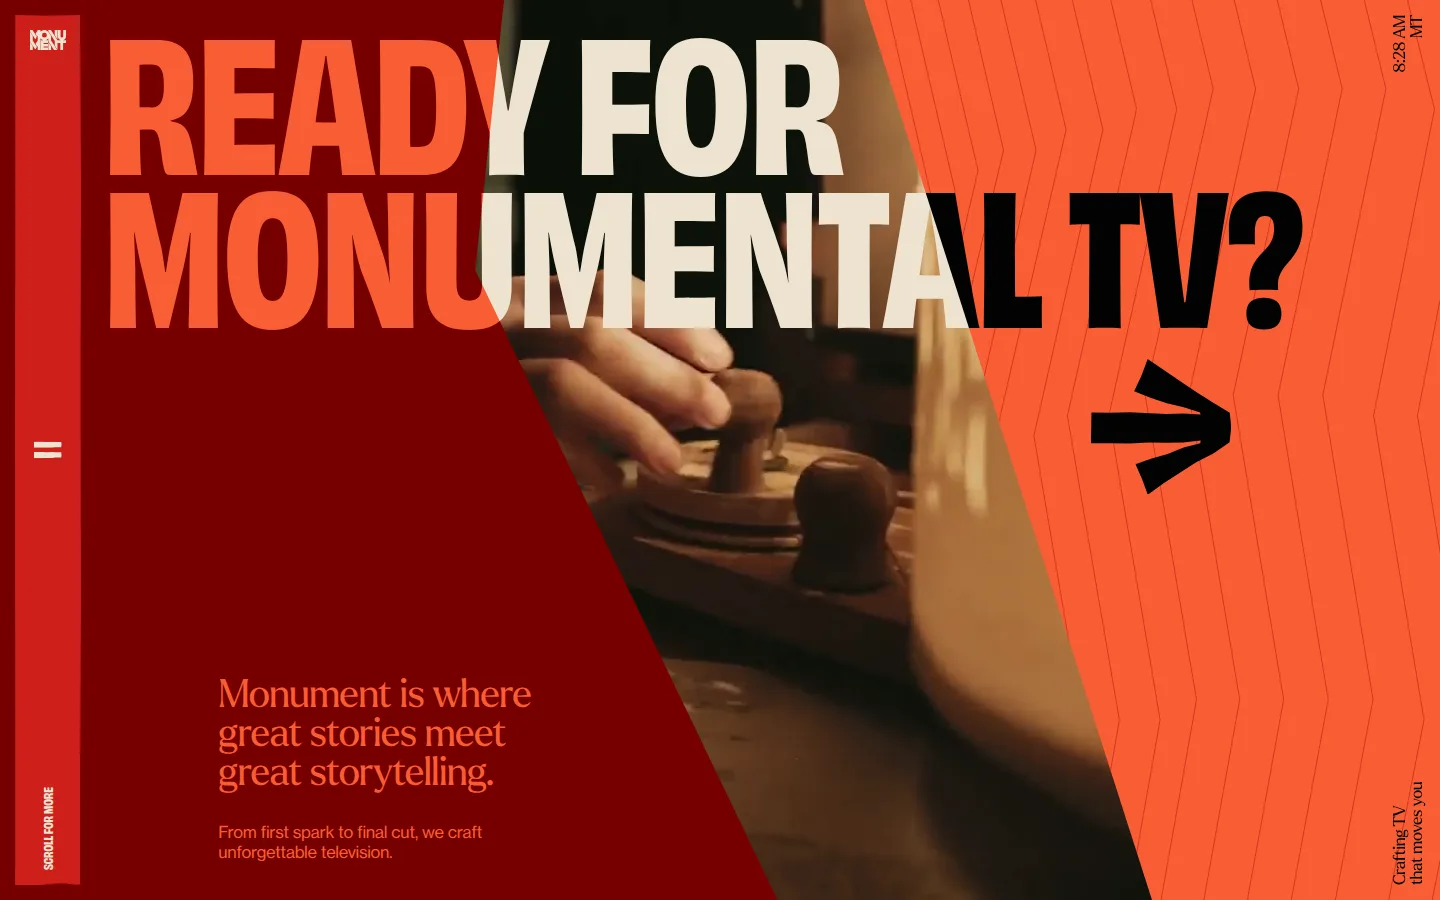 MONU
MENT
READY FOR
MONUMENTAL TV?
8:28 AM
MT
Monument is where
great stories meet
great storytelling.
From first spark to final cut, we craft
unforgettable television.
SCROLL FOR MORE
Crafting TV
that moves you